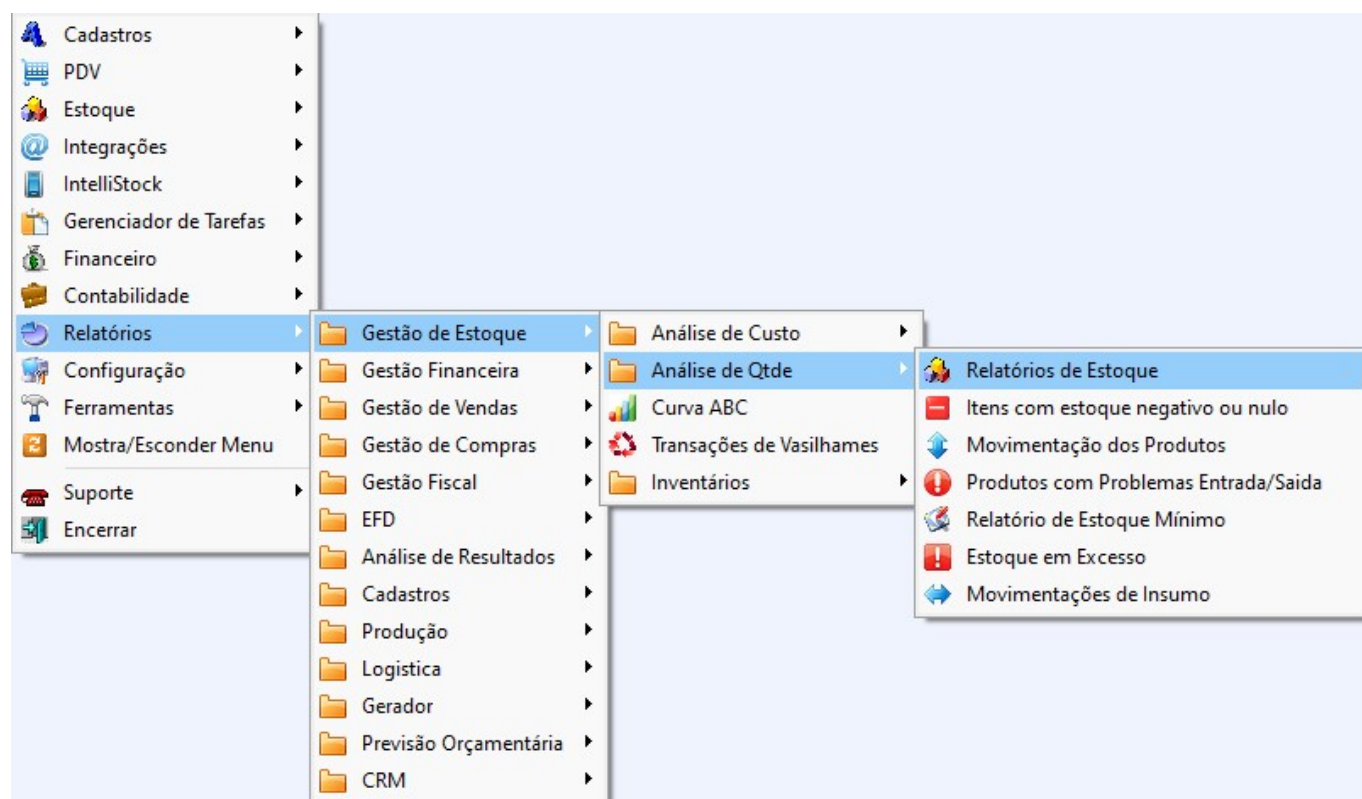 Cadastros
PDV
Estoque
Integrações
IntelliStock
Gerenciador de Tarefas
Financeiro
Contabilidade
Relatórios
Configuração
Ferramentas
Mostra/Esconder Menu
Suporte
Encerrar
Gestão de Estoque
Gestão Financeira
Gestão de Vendas
Gestão de Compras
Gestão Fiscal
EFD
Análise de Resultados
Cadastros
Produção
Logistica
Gerador
Previsão Orçamentária
CRM
Análise de Custo
Análise de Qtde
Curva ABC
Transações de Vasilhames
Inventários
Relatórios de Estoque
Itens com estoque negativo ou nulo
Movimentação dos Produtos
Produtos com Problemas Entrada/Saida
Relatório de Estoque Mínimo
Estoque em Excesso
Movimentações de Insumo